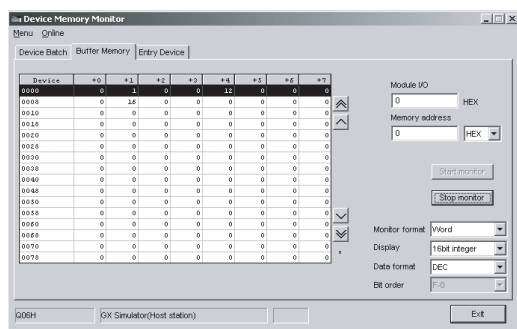 Device Memory Monitor
Menu Online
Device Batch Buffer Memory Entry Device
Device +0 +1 +2 +3 +4 +5 +6 +7
0000 0 1 0 0 12 0 0 0
0008 0 16 0 0 0 0 0 0
0010 0 0 0 0 0 0 0 0
0018 0 0 0 0 0 0 0 0
0020 0 0 0 0 0 0 0 0
0028 0 0 0 0 0 0 0 0
0030 0 0 0 0 0 0 0 0
0038 0 0 0 0 0 0 0 0
0040 0 0 0 0 0 0 0 0
0048 0 0 0 0 0 0 0 0
0050 0 0 0 0 0 0 0 0
0058 0 0 0 0 0 0 0 0
0060 0 0 0 0 0 0 0 0
0068 0 0 0 0 0 0 0 0
0070 0 0 0 0 0 0 0 0
0078 0 0 0 0 0 0 0 0
Module I/O
0 HEX
Memory address
0 HEX
Start monitor
Stop monitor
Monitor format Word
Display 16bit integer
Data format DEC
Bit order F-0
Q06H GX Simulator(Host station) Exit